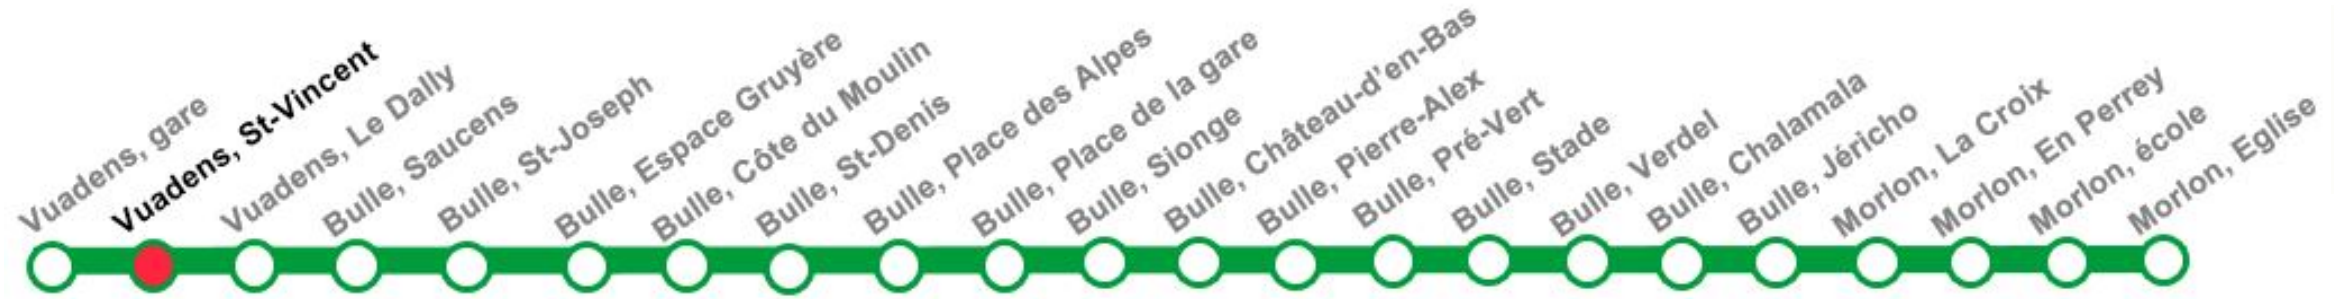 Vuadens, gare
Vuadens, St-Vincent
Vuadens, Le Dally
Bulle, Saucens
Bulle, St-Joseph
Bulle, Espace Gruyère
Bulle, Côte du Moulin
Bulle, St-Denis
Bulle, Place des Alpes
Bulle, Place de la gare
Bulle, Sionge
Bulle, Château-d'en-Bas
Bulle, Pierre-Alex
Bulle, Pré-Vert
Bulle, Stade
Bulle, Verdel
Bulle, Chalamala
Bulle, Jéricho
Morlon, La Croix
Morlon, En Perrey
Morlon, école
Morlon, Eglise